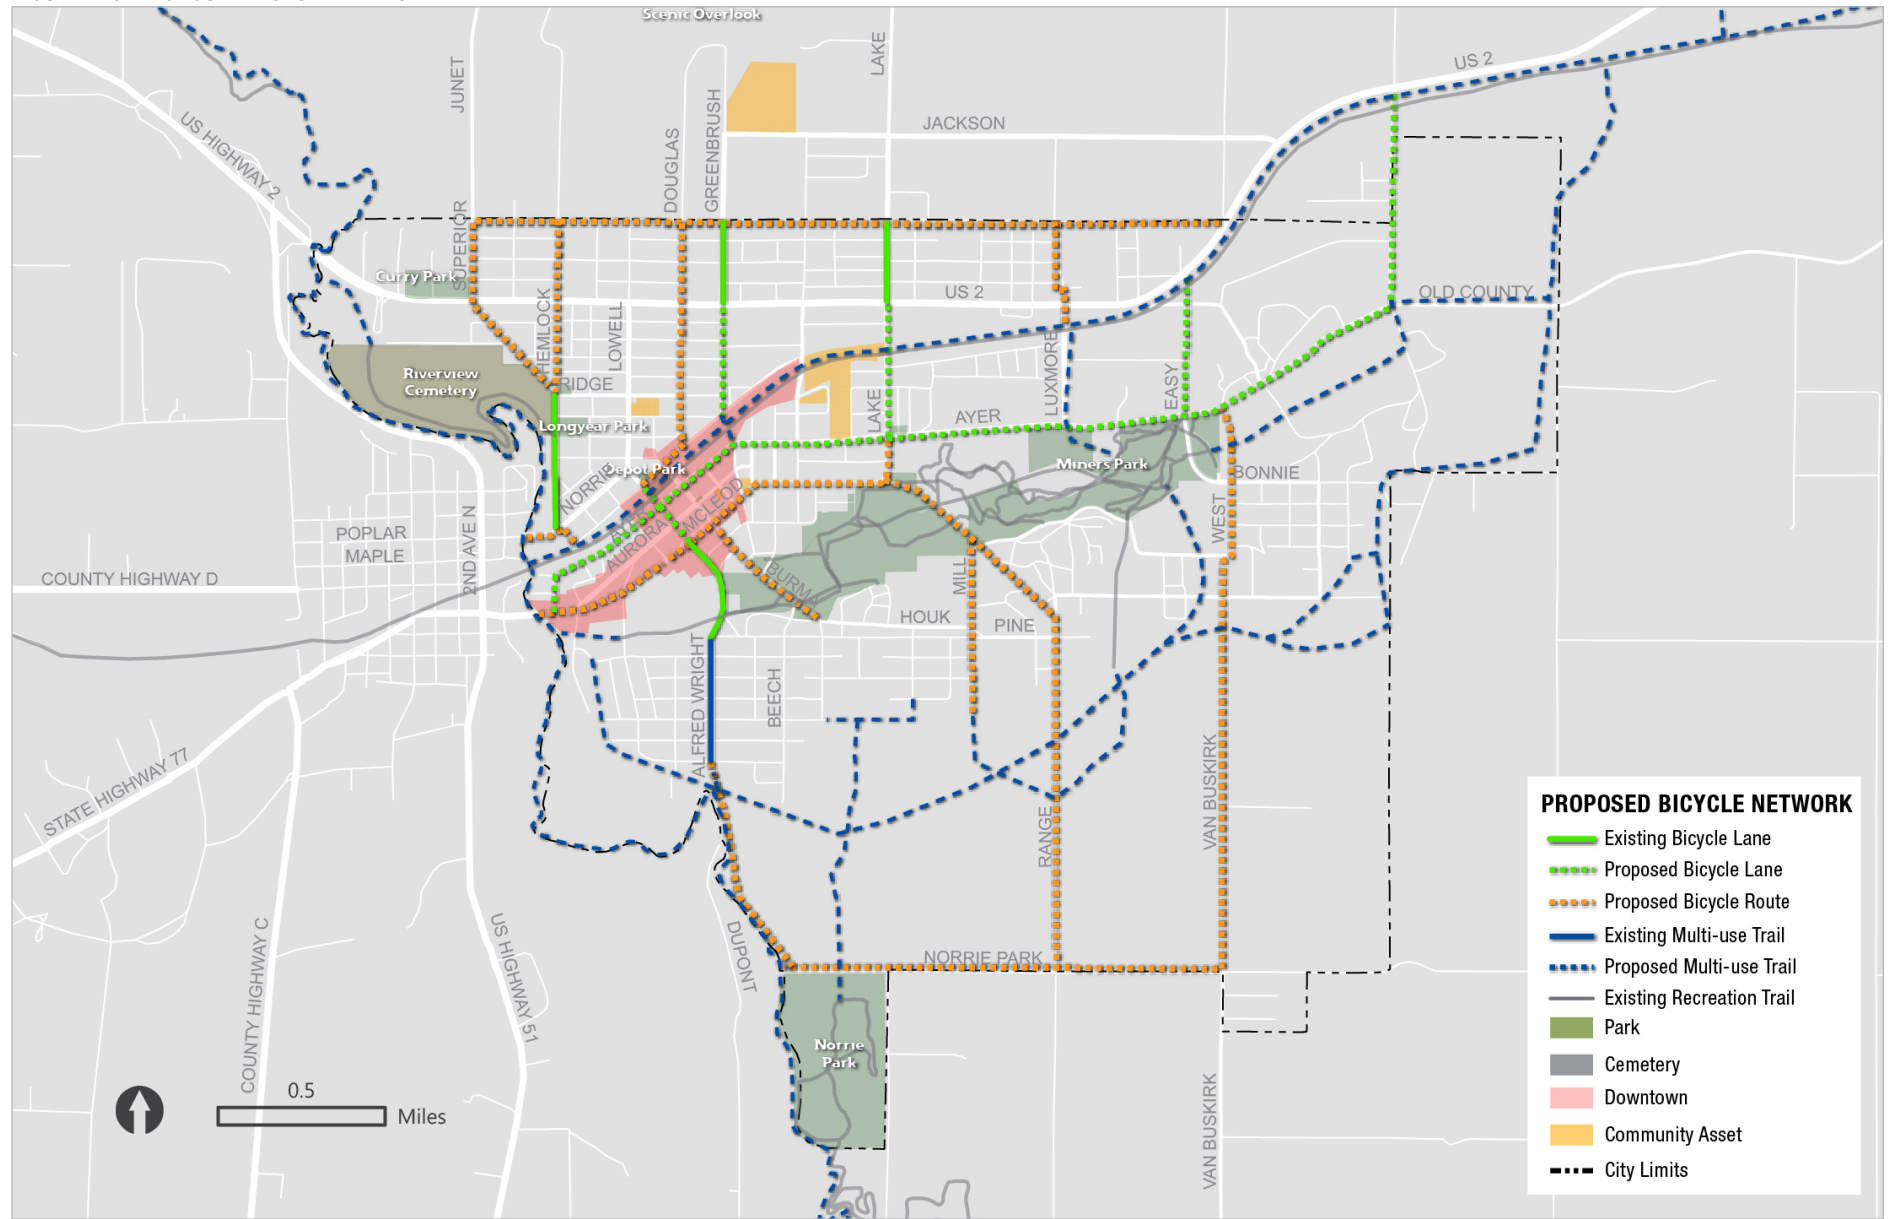 Scenic Overlook
LAKE
US 2
JUNET
GREENBRUSH
DOUGLAS
JACKSON
US HIGHWAY 2
SUPERIOR
Curry Park
HEMLOCK
LOWELL
US 2
OLD COUNTY
Riverview
Cemetery
RIDGE
LUXMORE
EASY
LAKE
AYER
Longyear Park
Depot Park
Miners Park
NORRIE
MCLEOD
BONNIE
AYER
AURORA
WEST
POPLAR
MAPLE
2ND AVE N
COUNTY HIGHWAY D
BURMA
MILL
HOUK
PINE
ALFRED WRIGHT
BEECH
STATE HIGHWAY 77
VAN BUSKIRK
RANGE
COUNTY HIGHWAY C
US HIGHWAY 51
DUPONT
NORRIE PARK
Norrie
Park
VAN BUSKIRK
0.5
Miles
PROPOSED BICYCLE NETWORK
Existing Bicycle Lane
Proposed Bicycle Lane
Proposed Bicycle Route
Existing Multi-use Trail
Proposed Multi-use Trail
Existing Recreation Trail
Park
Cemetery
Downtown
Community Asset
City Limits